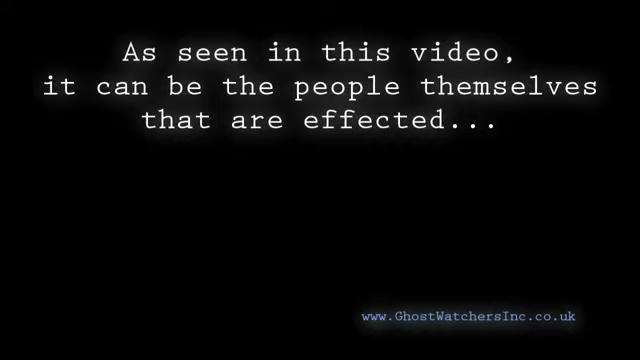 As seen in this video,
it can be the people themselves
that are effected...
www.GhostWatchersInc.co.uk